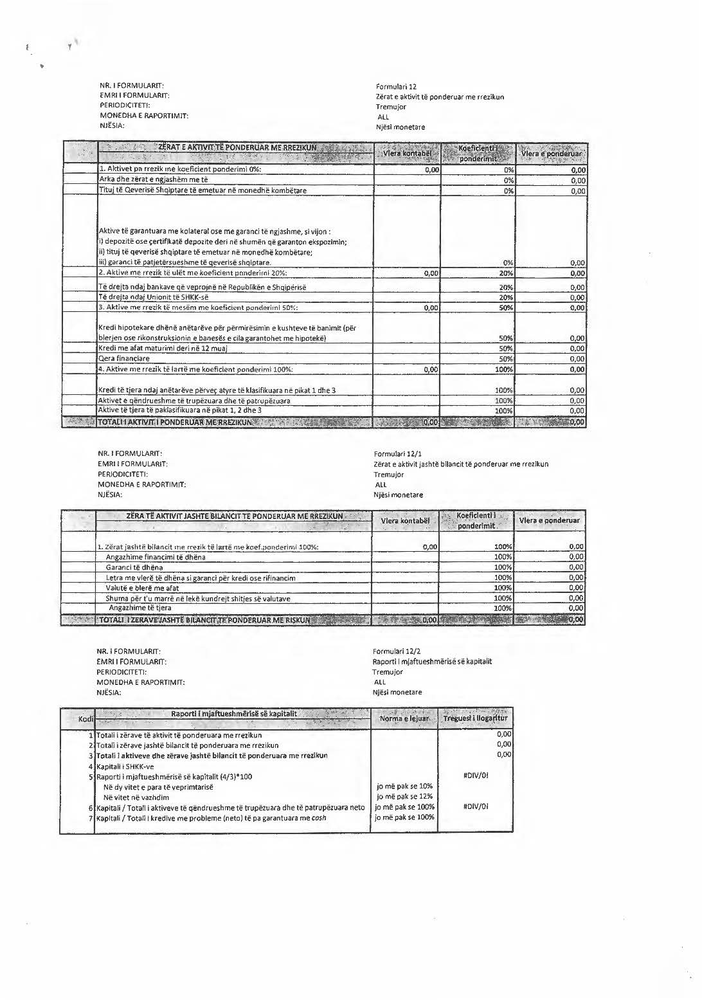 NR. I FORMULARIT: Formulari 12
EMRI I FORMULARIT: Zërat e aktivit të ponderuar me rrezikun
PERIODICITETI: Tremujor
MONEDHA E RAPORTIMIT: ALL
NJËSIA: Njësi monetare
ZËRAT E AKTIVIT TË PONDERUAR ME RREZIKUN Vlera kontabël Koeficienti i ponderimit Vlera e ponderuar
1. Aktivet pa rrezik me koeficient ponderimi 0%: 0,00 0% 0,00
Arka dhe zërat e ngjashëm me të 0% 0,00
Tituj të Qeverisë Shqiptare të emetuar në monedhë kombëtare 0% 0,00
Aktive të garantuara me kolateral ose me garanci të ngjashme, si vijon :
i) depozitë ose çertifikatë depozite deri në shumën që garanton ekspozimin;
ii) tituj të qeverisë shqiptare të emetuar në monedhë kombëtare;
iii) garanci të patjetërsueshme të qeverisë shqiptare. 0% 0,00
2. Aktive me rrezik të ulët me koeficient ponderimi 20%: 0,00 20% 0,00
Të drejta ndaj bankave që veprojnë në Republikën e Shqipërisë 20% 0,00
Të drejta ndaj Unionit të SHKK-së 20% 0,00
3. Aktive me rrezik të mesëm me koeficient ponderimi 50%: 0,00 50% 0,00
Kredi hipotekare dhënë anëtarëve për përmirësimin e kushteve të banimit (për
blerjen ose rikonstruksionin e banesës e cila garantohet me hipotekë) 50% 0,00
Kredi me afat maturimi deri në 12 muaj 50% 0,00
Qera financiare 50% 0,00
4. Aktive me rrezik të lartë me koeficient ponderimi 100%: 0,00 100% 0,00
Kredi të tjera ndaj anëtarëve përveç atyre të klasifikuara në pikat 1 dhe 3 100% 0,00
Aktivet e qëndrueshme të trupëzuara dhe të patrupëzuara 100% 0,00
Aktive të tjera të paklasifikuara në pikat 1, 2 dhe 3 100% 0,00
TOTALI I AKTIVIT I PONDERUAR ME RREZIKUN 0,00 0,00
NR. I FORMULARIT: Formulari 12/1
EMRI I FORMULARIT: Zërat e aktivit jashtë bilancit të ponderuar me rrezikun
PERIODICITETI: Tremujor
MONEDHA E RAPORTIMIT: ALL
NJËSIA: Njësi monetare
ZËRA TË AKTIVIT JASHTE BILANCIT TE PONDERUAR ME RREZIKUN Vlera kontabël Koeficienti i ponderimit Vlera e ponderuar
1. Zërat jashtë bilancit me rrezik të lartë me koef.ponderimi 100%: 0,00 100% 0,00
Angazhime financimi të dhëna 100% 0,00
Garanci të dhëna 100% 0,00
Letra me vlerë të dhëna si garanci për kredi ose rifinancim 100% 0,00
Valutë e blerë me afat 100% 0,00
Shuma për t'u marrë në lekë kundrejt shitjes së valutave 100% 0,00
Angazhime të tjera 100% 0,00
TOTALI I ZERAVE JASHTË BILANCIT TE PONDERUAR ME RISKUN 0,00 0,00
NR. I FORMULARIT: Formulari 12/2
EMRI I FORMULARIT: Raporti i mjaftueshmërisë së kapitalit
PERIODICITETI: Tremujor
MONEDHA E RAPORTIMIT: ALL
NJËSIA: Njësi monetare
Kodi Raporti i mjaftueshmërisë së kapitalit Norma e lejuar Treguesi i llogaritur
1 Totali i zërave të aktivit të ponderuara me rrezikun 0,00
2 Totali i zërave jashtë bilancit të ponderuara me rrezikun 0,00
3 Totali i aktiveve dhe zërave jashtë bilancit të ponderuara me rrezikun 0,00
4 Kapitali i SHKK-ve
5 Raporti i mjaftueshmërisë së kapitalit (4/3)*100 #DIV/0!
Në dy vitet e para të veprimtarisë jo më pak se 10%
Në vitet në vazhdim jo më pak se 12%
6 Kapitali / Totali i aktiveve të qëndrueshme të trupëzuara dhe të patrupëzuara neto jo më pak se 100% #DIV/0!
7 Kapitali / Totali i kredive me probleme (neto) të pa garantuara me cash jo më pak se 100%